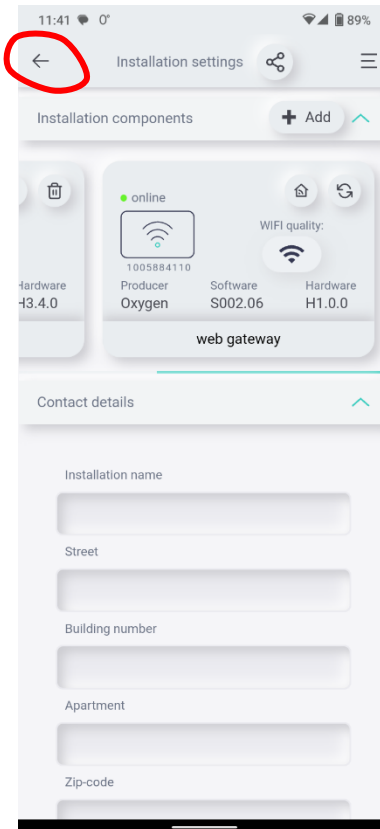 11:41 0° 89%
Installation settings
Installation components + Add
online
WIFI quality:
1005884110
Hardware Producer Software Hardware
H3.4.0 Oxygen S002.06 H1.0.0
web gateway
Contact details
Installation name
Street
Building number
Apartment
Zip-code